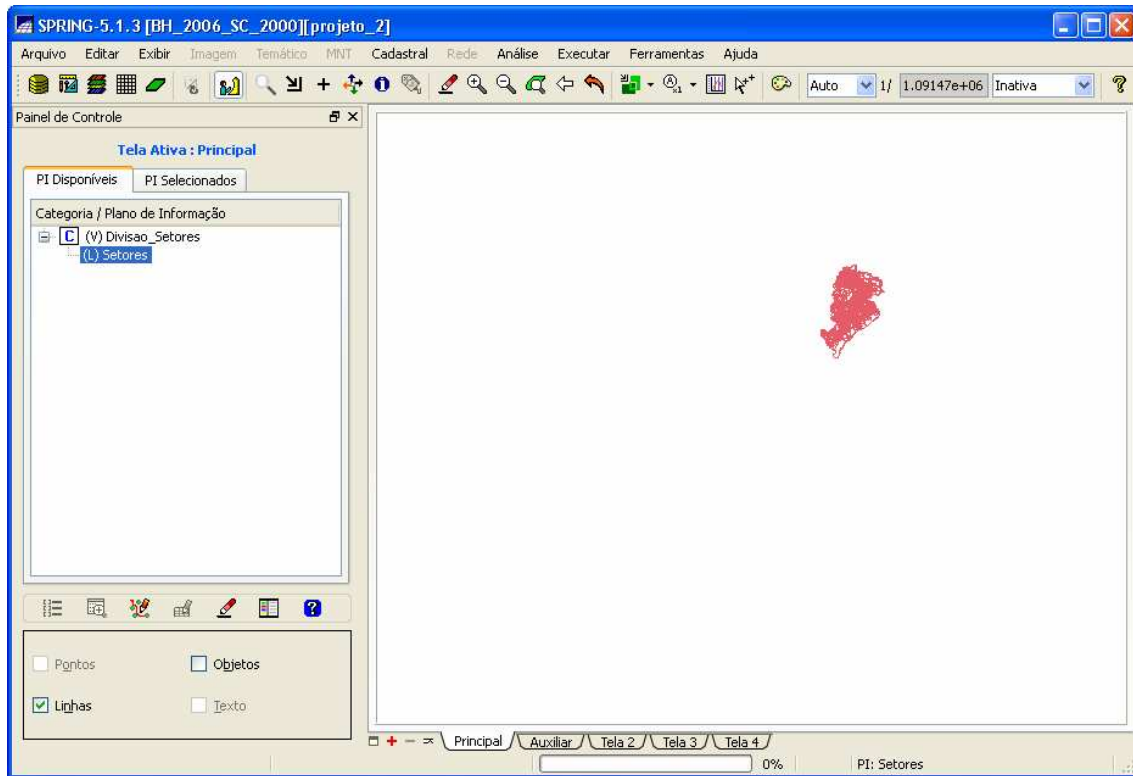 SPRING-5.1.3 [BH_2006_SC_2000][projeto_2]
Arquivo Editar Exibir Imagem Temático MNT Cadastral Rede Análise Executar Ferramentas Ajuda
Auto 1/ 1.09147e+06 Inativa
Painel de Controle
Tela Ativa : Principal
PI Disponíveis PI Selecionados
Categoria / Plano de Informação
C (V) Divisao_Setores
(L) Setores
Pontos Objetos
Linhas Texto
Principal Auxiliar Tela 2 Tela 3 Tela 4
0% PI: Setores